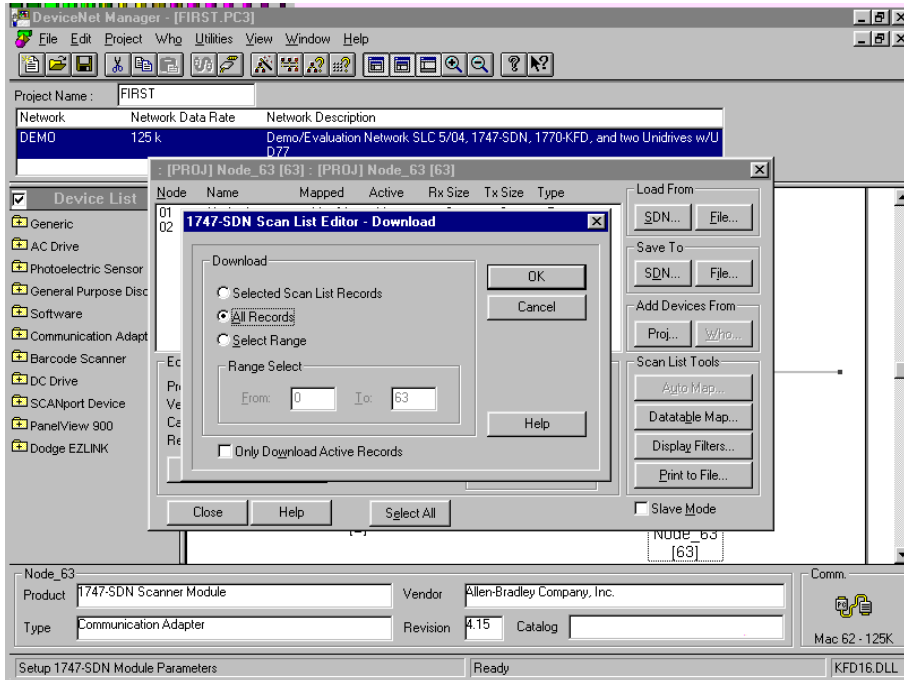 DeviceNet Manager - [FIRST.PC3]
File Edit Project Who Utilities View Window Help
Project Name : FIRST
Network Network Data Rate Network Description
DEMO 125 k Demo/Evaluation Network SLC 5/04, 1747-SDN, 1770-KFD, and two Unidrives w/U
D77
: [PROJ] Node_63 [63] : [PROJ] Node_63 [63]
Node Name Mapped Active Rx Size Tx Size Type
01
02
Load From
SDN... File...
Save To
SDN... File...
Add Devices From
Proj... Who...
Scan List Tools
Auto Map...
Datatable Map...
Display Filters...
Print to File...
Slave Mode
1747-SDN Scan List Editor - Download
Download
Selected Scan List Records
All Records
Select Range
Range Select
From: 0 To: 63
Only Download Active Records
OK
Cancel
Help
Ed
Pr
Ve
Ca
Re
Close Help Select All
Device List
Generic
AC Drive
Photoelectric Sensor
General Purpose Disc
Software
Communication Adapt
Barcode Scanner
DC Drive
SCANport Device
PanelView 900
Dodge EZLINK
Node_63
[63]
Node_63
Product 1747-SDN Scanner Module Vendor Allen-Bradley Company, Inc.
Type Communication Adapter Revision 4.15 Catalog
Comm.
Mac 62 - 125K
Setup 1747-SDN Module Parameters Ready KFD16.DLL